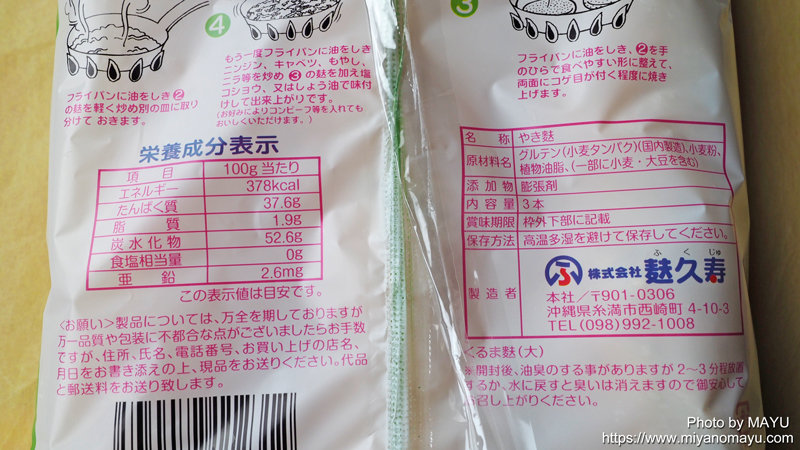 フライパンに油をしき❷
の麸を軽く炒め別の皿に取り
分けて おきます。
❹
もう一度フライパンに油をしき
ニンジン、キャベツ、もやし、
ニラ等を炒め❸の麸を加え塩
コショウ、又はしょう油で味付
けして出来上がりです。
(お好みによりコンビーフ等を入れても
おいしくいただけます。)
❸
フライパンに油をしき、❷を手
のひらで食べやすい形に整えて、
両面にコゲ目が付く程度に焼き
上げます。
栄養成分表示
項 目 100g当たり
エネルギー 378kcal
たんぱく質 37.6g
脂 質 1.9g
炭水化物 52.6g
食塩相当量 0g
亜 鉛 2.6mg
この表示値は目安です。
〈お願い〉製品については、万全を期しておりますが
万一品質や包装に不都合な点がございましたらお手数
ですが、住所、氏名、電話番号、お買い上げの店名、
月日をお書き添えの上、現品をお送りください。代品
と郵送料をお送り致します。
名 称 やき麸
原材料名 グルテン(小麦タンパク)(国内製造)、小麦粉、
植物油脂、(一部に小麦・大豆を含む)
添加物 膨張剤
内容量 3本
賞味期限 枠外下部に記載
保存方法 高温多湿を避けて保存してください。
製造者
ふ 株式会社 麸久寿
ふくじゅ
本社/〒901-0306
沖縄県糸満市西崎町 4-10-3
TEL(098)992-1008
くるま麸(大)
※開封後、油臭のする事がありますが 2～3分程放置
するか、水に戻すと臭いは消えますので御安心して
お召し上がりください。
Photo by MAYU
https://www.miyanomayu.com/